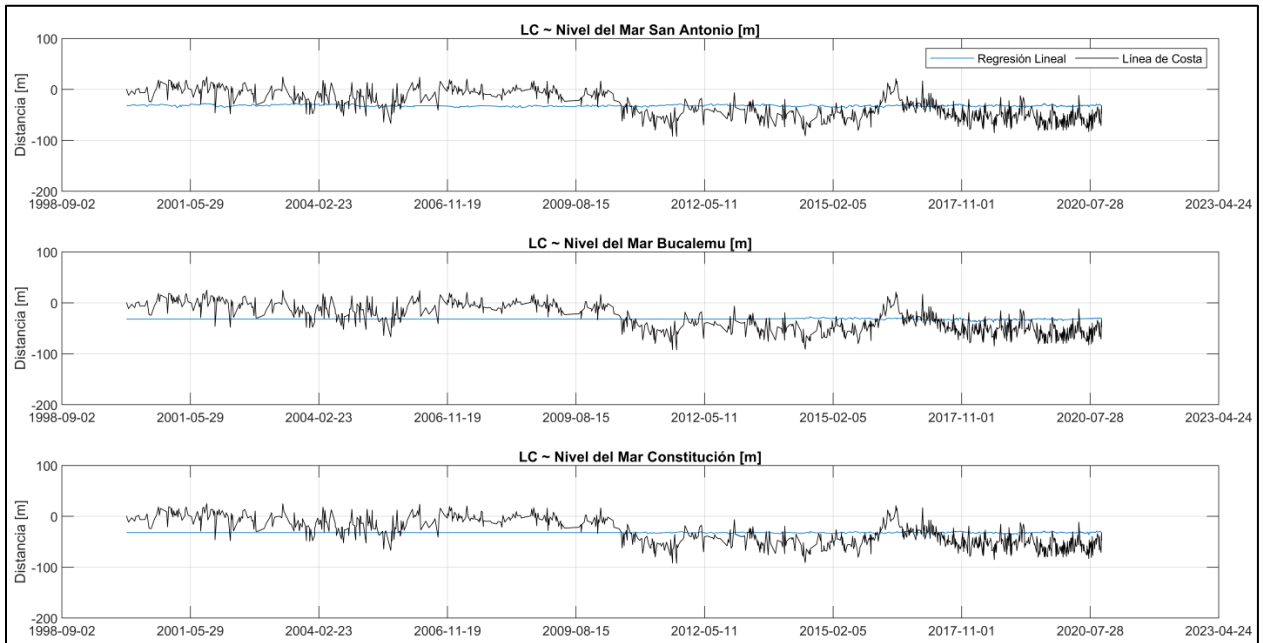 LC ~ Nivel del Mar San Antonio [m]
100
0
-100
-200
Distancia [m]
Regresión Lineal
Línea de Costa
1998-09-02 2001-05-29 2004-02-23 2006-11-19 2009-08-15 2012-05-11 2015-02-05 2017-11-01 2020-07-28 2023-04-24
LC ~ Nivel del Mar Bucalemu [m]
100
0
-100
-200
Distancia [m]
1998-09-02 2001-05-29 2004-02-23 2006-11-19 2009-08-15 2012-05-11 2015-02-05 2017-11-01 2020-07-28 2023-04-24
LC ~ Nivel del Mar Constitución [m]
100
0
-100
-200
Distancia [m]
1998-09-02 2001-05-29 2004-02-23 2006-11-19 2009-08-15 2012-05-11 2015-02-05 2017-11-01 2020-07-28 2023-04-24